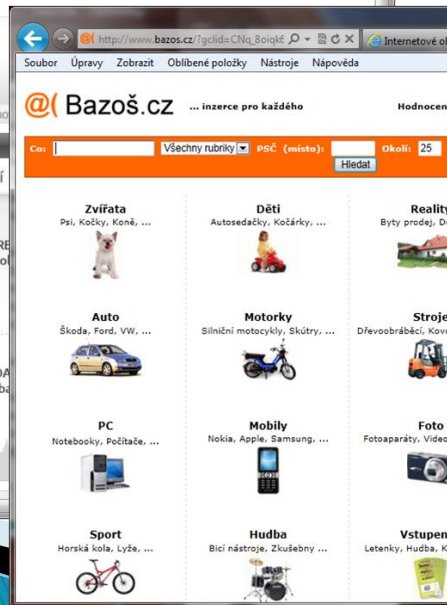 http://www.bazos.cz/?gclid=CNq_8oiqk6
Internetové ob
Soubor Úpravy Zobrazit Oblíbené položky Nástroje Nápověda
@( Bazoš.cz ... inzerce pro každého Hodnocen
Co: Všechny rubriky PSČ (místo): Okolí: 25
Hledat
Zvířata Děti Reality
Psi, Kočky, Koně, ... Autosedačky, Kočárky, ... Byty prodej, D
Auto Motorky Stroje
Škoda, Ford, VW, ... Silniční motocykly, Skútry, ... Dřevoobráběcí, Kov
PC Mobily Foto
Notebooky, Počítače, ... Nokia, Apple, Samsung, ... Fotoaparáty, Video
Sport Hudba Vstupen
Horská kola, Lyže, ... Bicí nástroje, Zkušebny ... Letenky, Hudba, K